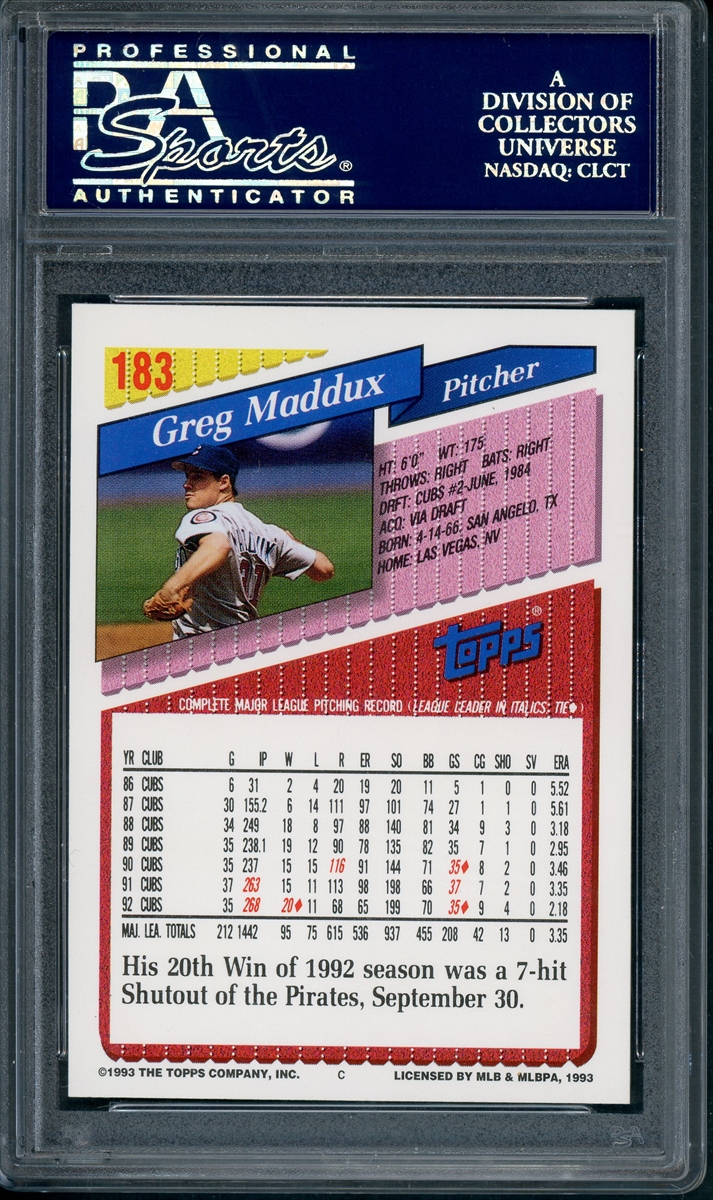 PROFESSIONAL
PSA
Sports®
AUTHENTICATOR
A
DIVISION OF
COLLECTORS
UNIVERSE
NASDAQ: CLCT
183
Greg Maddux
Pitcher
HT: 6'0" WT: 175
THROWS: RIGHT BATS: RIGHT
DRFT: CUBS #2-JUNE, 1984
ACQ: VIA DRAFT
BORN: 4-14-66, SAN ANGELO, TX
HOME: LAS VEGAS, NV
topps®
COMPLETE MAJOR LEAGUE PITCHING RECORD (LEAGUE LEADER IN ITALICS, TIE♦)
YR CLUB G IP W L R ER SO BB GS CG SHO SV ERA
86 CUBS 6 31 2 4 20 19 20 11 5 1 0 0 5.52
87 CUBS 30 155.2 6 14 111 97 101 74 27 1 1 0 5.61
88 CUBS 34 249 18 8 97 88 140 81 34 9 3 0 3.18
89 CUBS 35 238.1 19 12 90 78 135 82 35 7 1 0 2.95
90 CUBS 35 237 15 15 116 91 144 71 35♦ 8 2 0 3.46
91 CUBS 37 263 15 11 113 98 198 66 37 7 2 0 3.35
92 CUBS 35 268 20♦ 11 68 65 199 70 35♦ 9 4 0 2.18
MAJ. LEA. TOTALS 212 1442 95 75 615 536 937 455 208 42 13 0 3.35
His 20th Win of 1992 season was a 7-hit
Shutout of the Pirates, September 30.
©1993 THE TOPPS COMPANY, INC. C LICENSED BY MLB & MLBPA, 1993
PSA